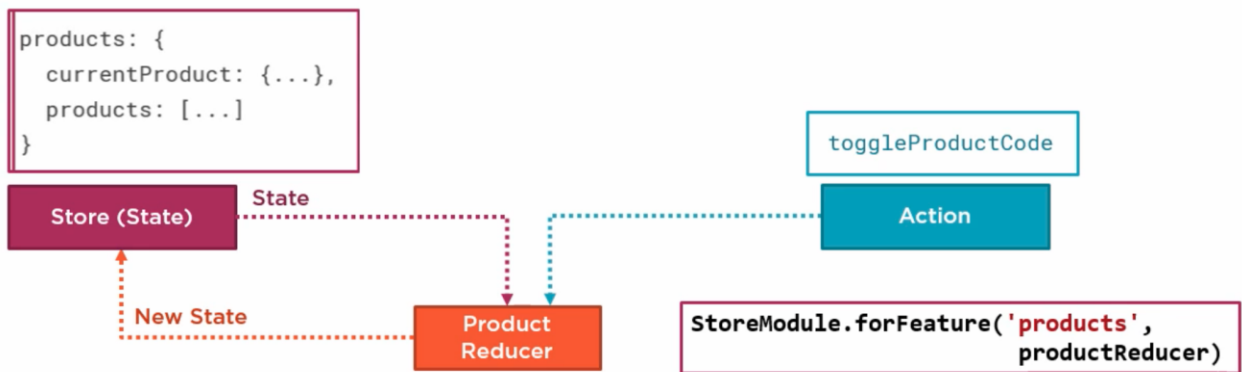 products: {
  currentProduct: {...},
  products: [...]
}
toggleProductCode
Store (State)
State
Action
New State
Product
Reducer
StoreModule.forFeature('products',
productReducer)